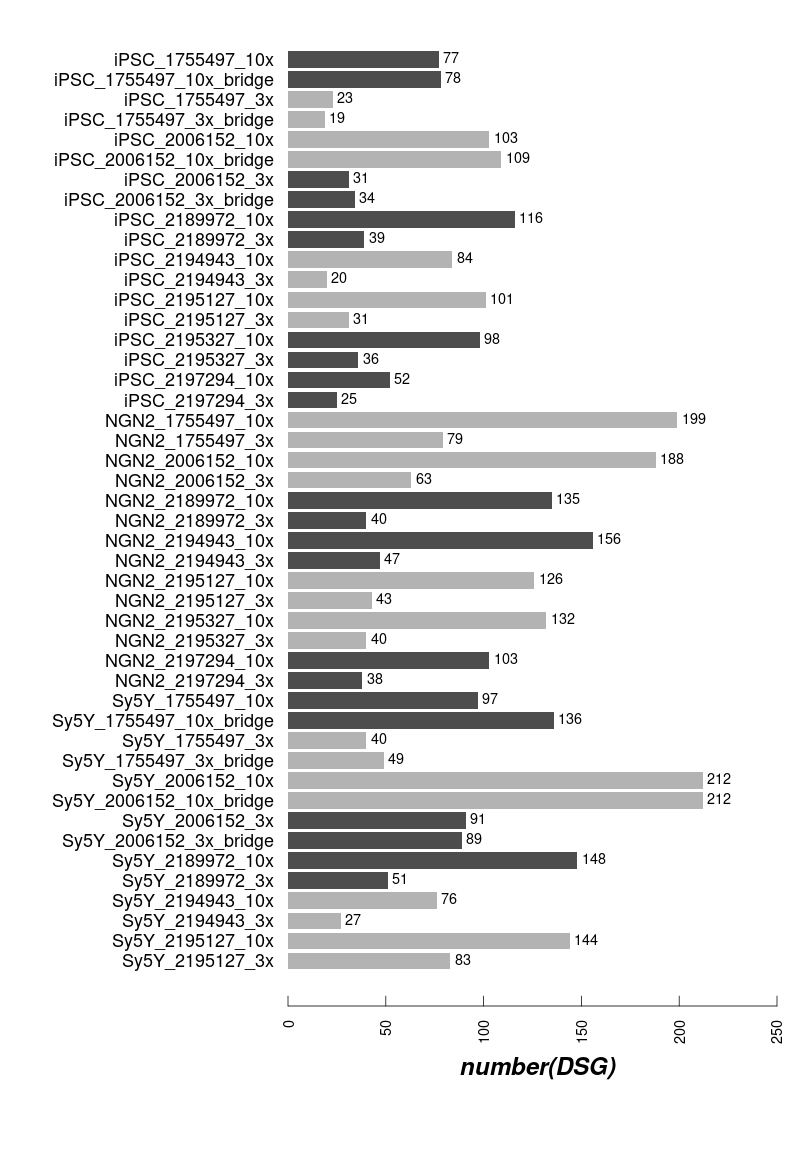 iPSC_1755497_10x 77
iPSC_1755497_10x_bridge 78
iPSC_1755497_3x 23
iPSC_1755497_3x_bridge 19
iPSC_2006152_10x 103
iPSC_2006152_10x_bridge 109
iPSC_2006152_3x 31
iPSC_2006152_3x_bridge 34
iPSC_2189972_10x 116
iPSC_2189972_3x 39
iPSC_2194943_10x 84
iPSC_2194943_3x 20
iPSC_2195127_10x 101
iPSC_2195127_3x 31
iPSC_2195327_10x 98
iPSC_2195327_3x 36
iPSC_2197294_10x 52
iPSC_2197294_3x 25
NGN2_1755497_10x 199
NGN2_1755497_3x 79
NGN2_2006152_10x 188
NGN2_2006152_3x 63
NGN2_2189972_10x 135
NGN2_2189972_3x 40
NGN2_2194943_10x 156
NGN2_2194943_3x 47
NGN2_2195127_10x 126
NGN2_2195127_3x 43
NGN2_2195327_10x 132
NGN2_2195327_3x 40
NGN2_2197294_10x 103
NGN2_2197294_3x 38
Sy5Y_1755497_10x 97
Sy5Y_1755497_10x_bridge 136
Sy5Y_1755497_3x 40
Sy5Y_1755497_3x_bridge 49
Sy5Y_2006152_10x 212
Sy5Y_2006152_10x_bridge 212
Sy5Y_2006152_3x 91
Sy5Y_2006152_3x_bridge 89
Sy5Y_2189972_10x 148
Sy5Y_2189972_3x 51
Sy5Y_2194943_10x 76
Sy5Y_2194943_3x 27
Sy5Y_2195127_10x 144
Sy5Y_2195127_3x 83
0 50 100 150 200 250
number(DSG)